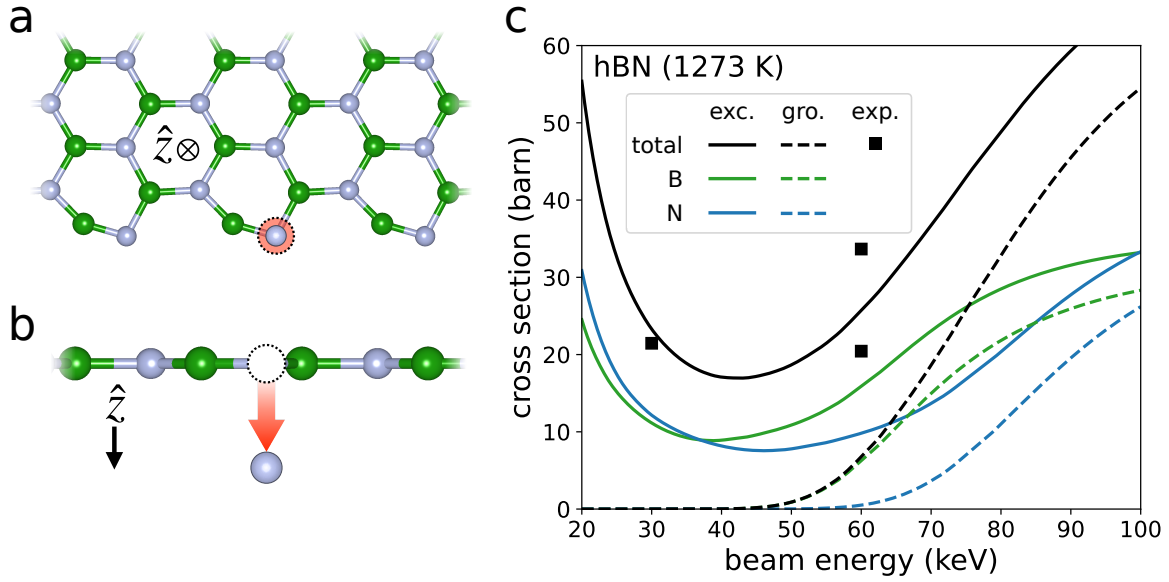 a
ẑ⊗
b
ẑ
c
hBN (1273 K)
exc. gro. exp.
total
B
N
cross section (barn)
60
50
40
30
20
10
0
20 30 40 50 60 70 80 90 100
beam energy (keV)